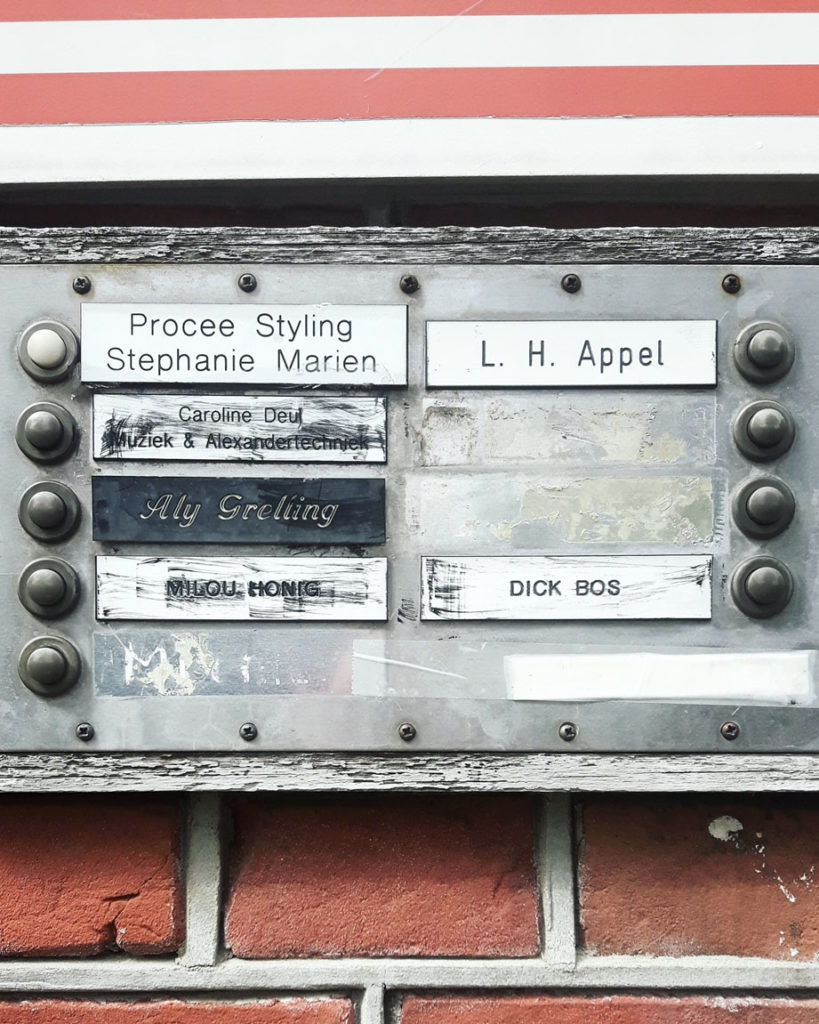 Procee Styling
Stephanie Marien
L. H. Appel
Caroline Deul
Muziek & Alexandertechniek
Aly Grelling
MILOU HONIG
DICK BOS